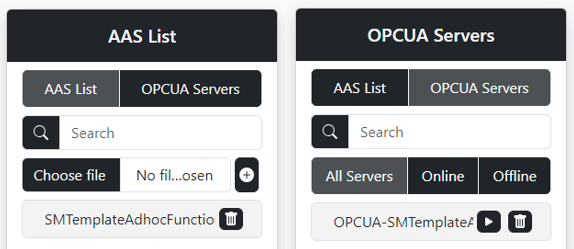 AAS List
AAS List OPCUA Servers
Search
Choose file No fil...osen
SMTemplateAdhocFunctio
OPCUA Servers
AAS List OPCUA Servers
Search
All Servers Online Offline
OPCUA-SMTemplateA